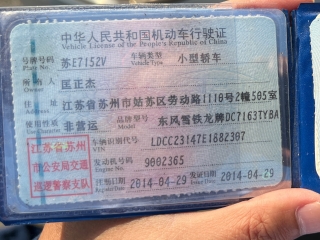 中华人民共和国机动车行驶证
Vehicle License of the People's Republic of China
号牌号码 苏E7152V 车辆类型 小型轿车
Plate No. Vehicle Type
所有人 匡正杰
住址 江苏省苏州市姑苏区劳动路1110号2幢505室
使用性质 非营运 品牌型号 东风雪铁龙牌DC7163TYBA
Use Character
江苏省苏州 车辆识别代号 LDCC23147E1882307
VIN
市公安局交通 发动机号码 9002365
Engine No.
巡逻警察支队 注册日期 2014-04-29 发证日期 2014-04-29
Register Date Issue Date